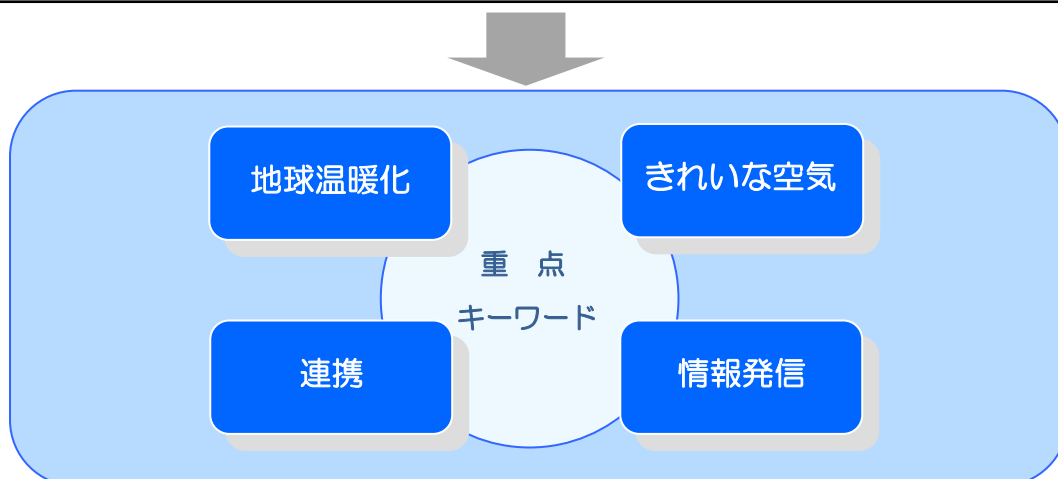 地球温暖化
きれいな空気
重　点
キーワード
連携
情報発信